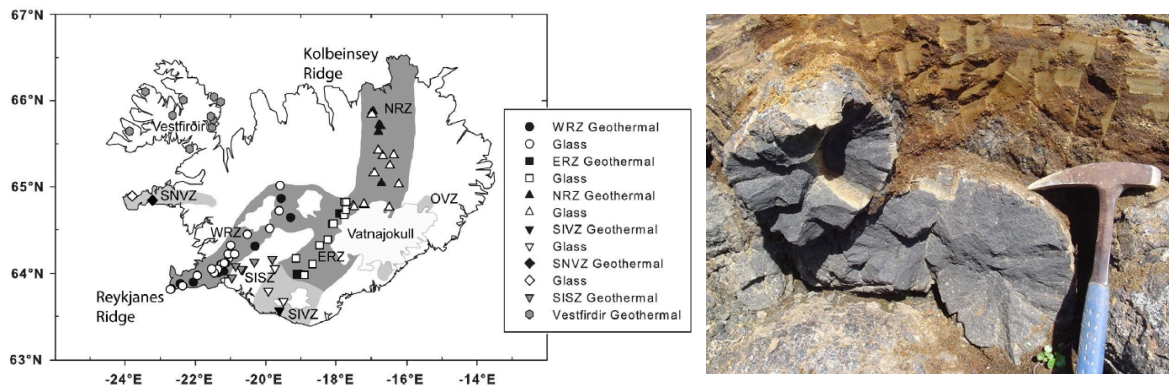 67°N
66°N
65°N
64°N
63°N
-24°E
-22°E
-20°E
-18°E
-16°E
-14°E
Kolbeinsey
Ridge
NRZ
Vestfirðir
SNVZ
OVZ
WRZ
Vatnajokull
ERZ
SISZ
Reykjanes
Ridge
SIVZ
WRZ Geothermal
Glass
ERZ Geothermal
Glass
NRZ Geothermal
Glass
SIVZ Geothermal
Glass
SNVZ Geothermal
Glass
SISZ Geothermal
Vestfirdir Geothermal